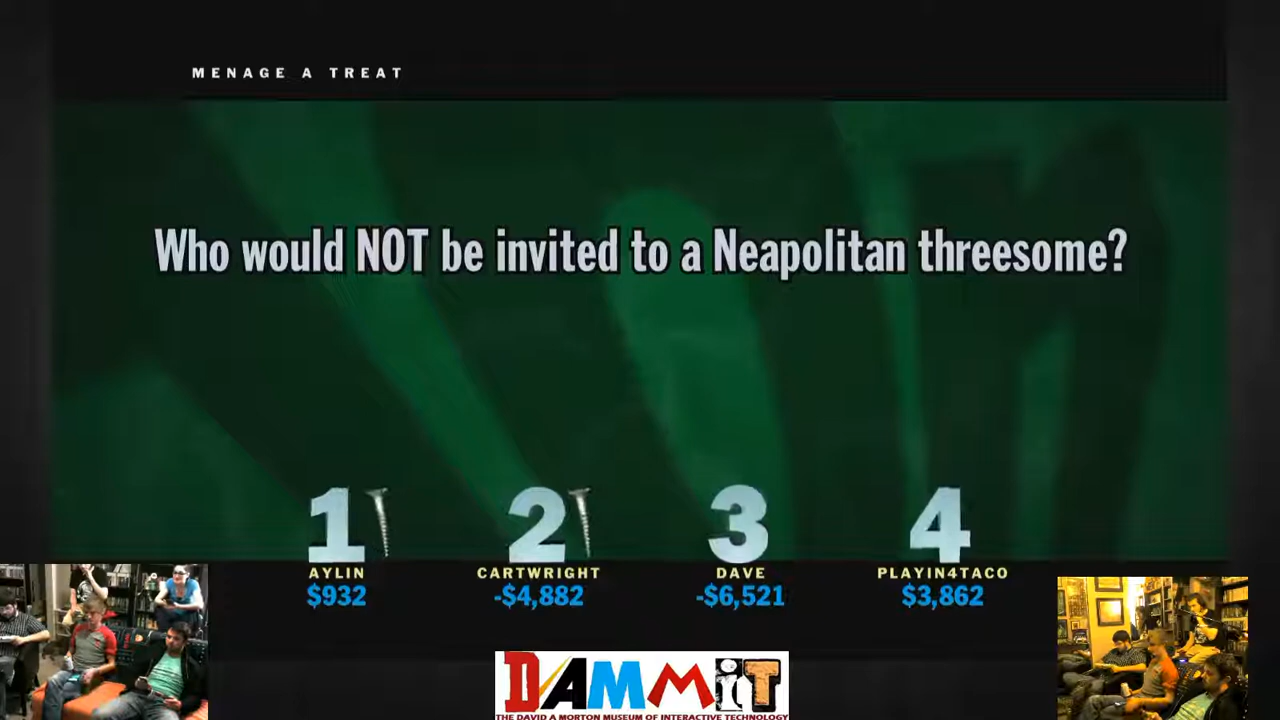 MENAGE A TREAT
Who would NOT be invited to a Neapolitan threesome?
1 2 3 4
AYLIN CARTWRIGHT DAVE PLAYIN4TACO
$932 -$4,882 -$6,521 $3,862
DAMMiT
THE DAVID A MORTON MUSEUM OF INTERACTIVE TECHNOLOGY